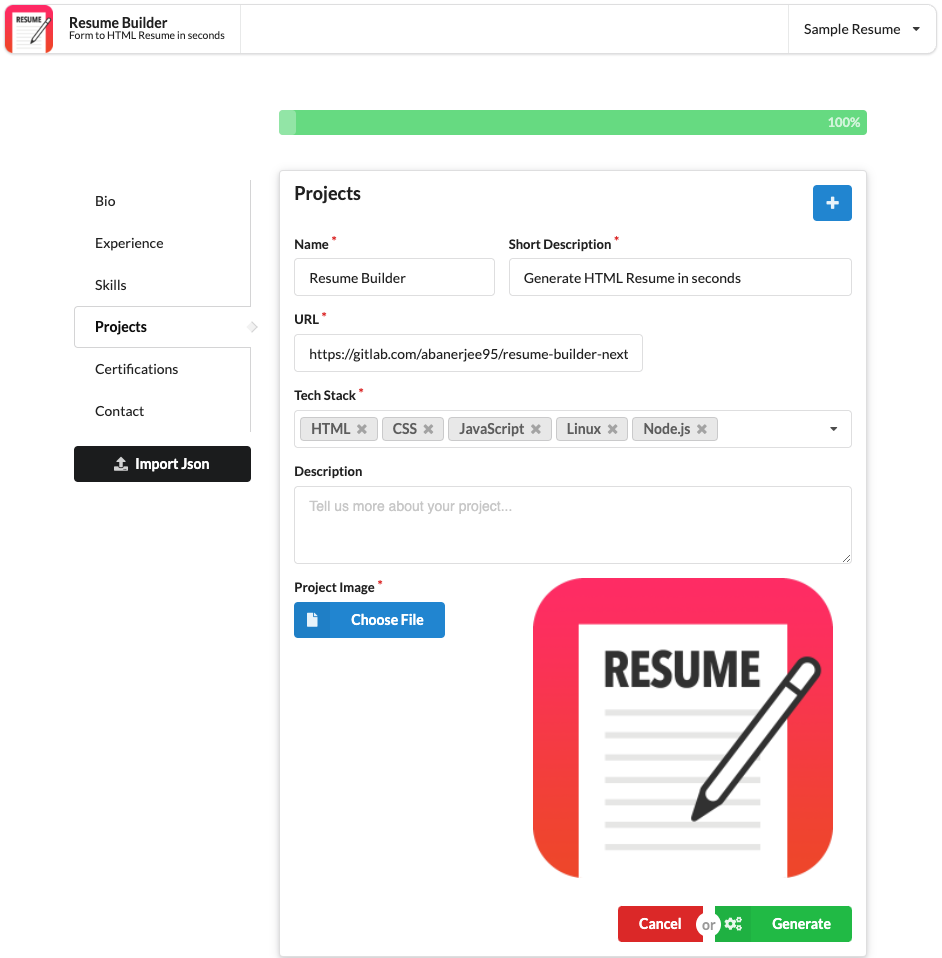 RESUME
Resume Builder
Form to HTML Resume in seconds
Sample Resume
100%
Bio
Experience
Skills
Projects
Certifications
Contact
Import Json
Projects
Name *
Short Description *
Resume Builder
Generate HTML Resume in seconds
URL *
https://gitlab.com/abanerjee95/resume-builder-next
Tech Stack *
HTML CSS JavaScript Linux Node.js
Description
Tell us more about your project...
Project Image *
Choose File
RESUME
Cancel or Generate